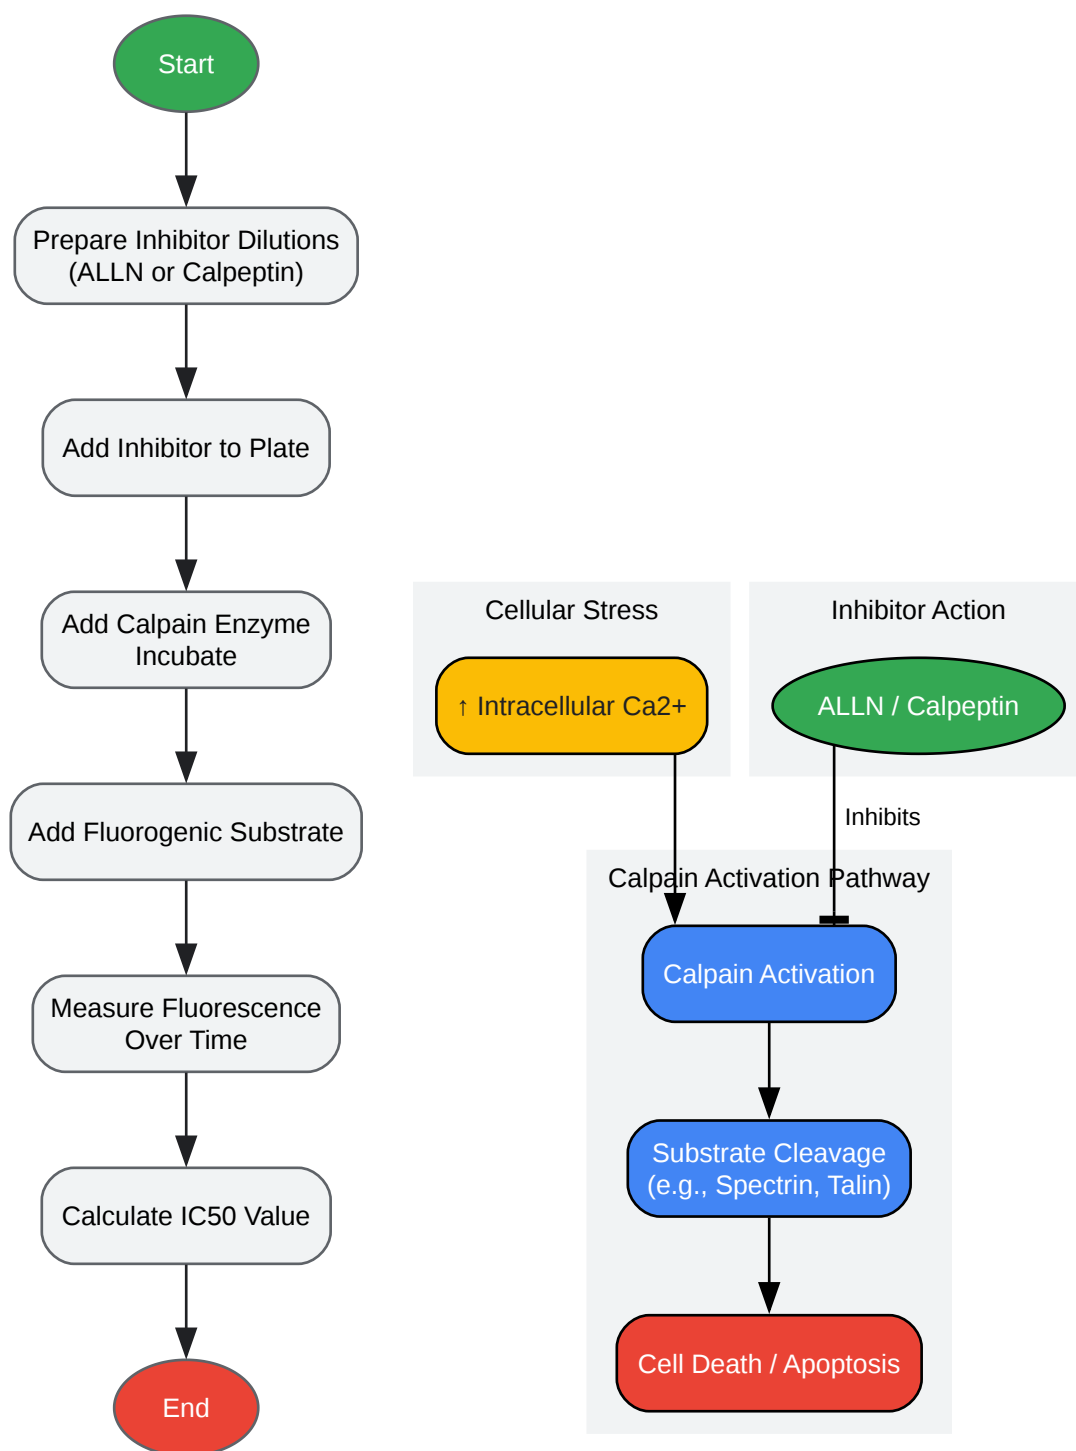 Start
Prepare Inhibitor Dilutions
(ALLN or Calpeptin)
Add Inhibitor to Plate
Add Calpain Enzyme
Incubate
Add Fluorogenic Substrate
Measure Fluorescence
Over Time
Calculate IC50 Value
End
Cellular Stress
↑ Intracellular Ca2+
Inhibitor Action
ALLN / Calpeptin
Inhibits
Calpain Activation Pathway
Calpain Activation
Substrate Cleavage
(e.g., Spectrin, Talin)
Cell Death / Apoptosis